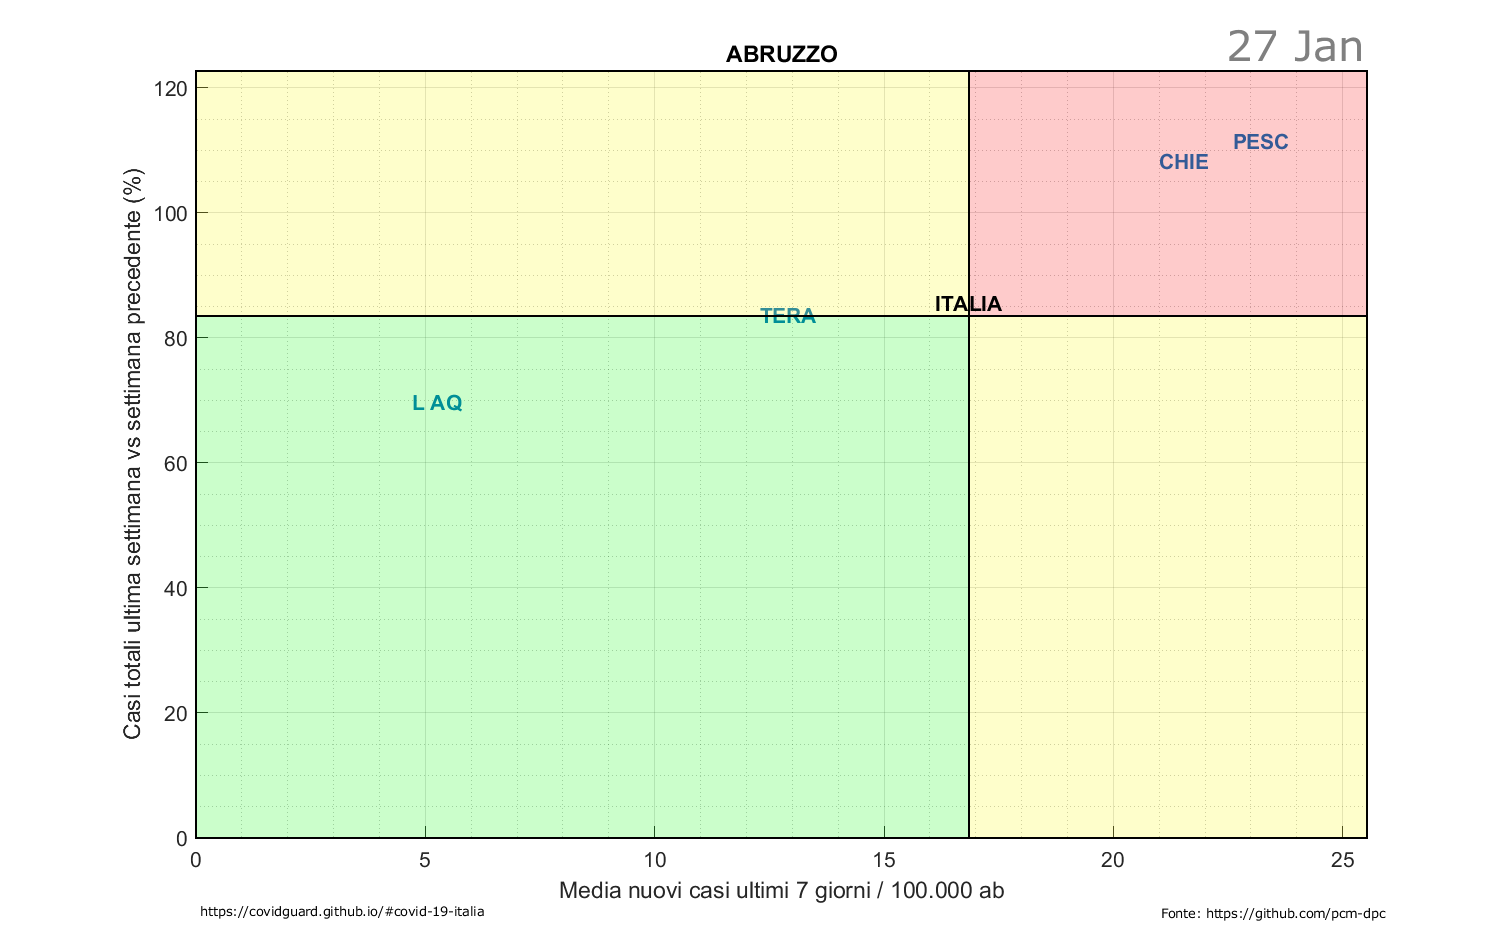 27 Jan
ABRUZZO
Casi totali ultima settimana vs settimana precedente (%)
120
100
80
60
40
20
0
PESC
CHIE
ITALIA
TERA
L AQ
0 5 10 15 20 25
Media nuovi casi ultimi 7 giorni / 100.000 ab
https://covidguard.github.io/#covid-19-italia
Fonte: https://github.com/pcm-dpc